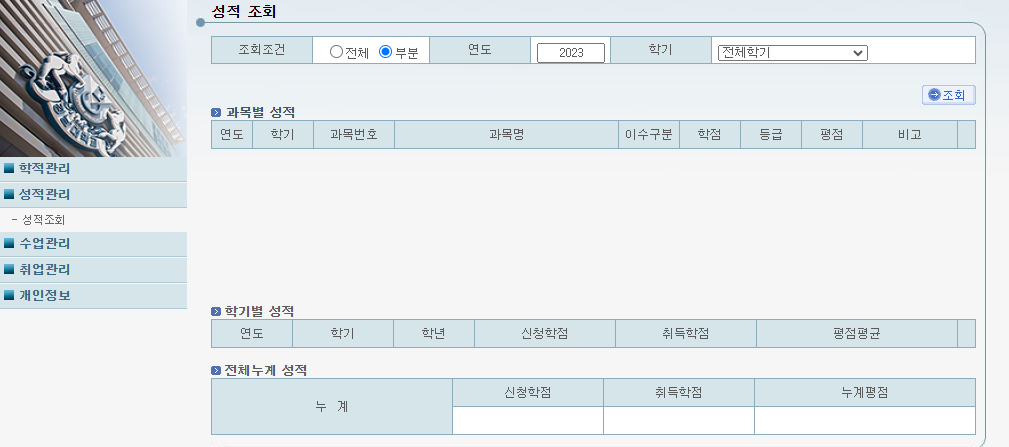 성적 조회
조회조건 전체 부분 연도 2023 학기 전체학기
조회
과목별 성적
연도 학기 과목번호 과목명 이수구분 학점 등급 평점 비고
학적관리
성적관리
- 성적조회
수업관리
취업관리
개인정보
학기별 성적
연도 학기 학년 신청학점 취득학점 평점평균
전체누계 성적
누 계 신청학점 취득학점 누계평점